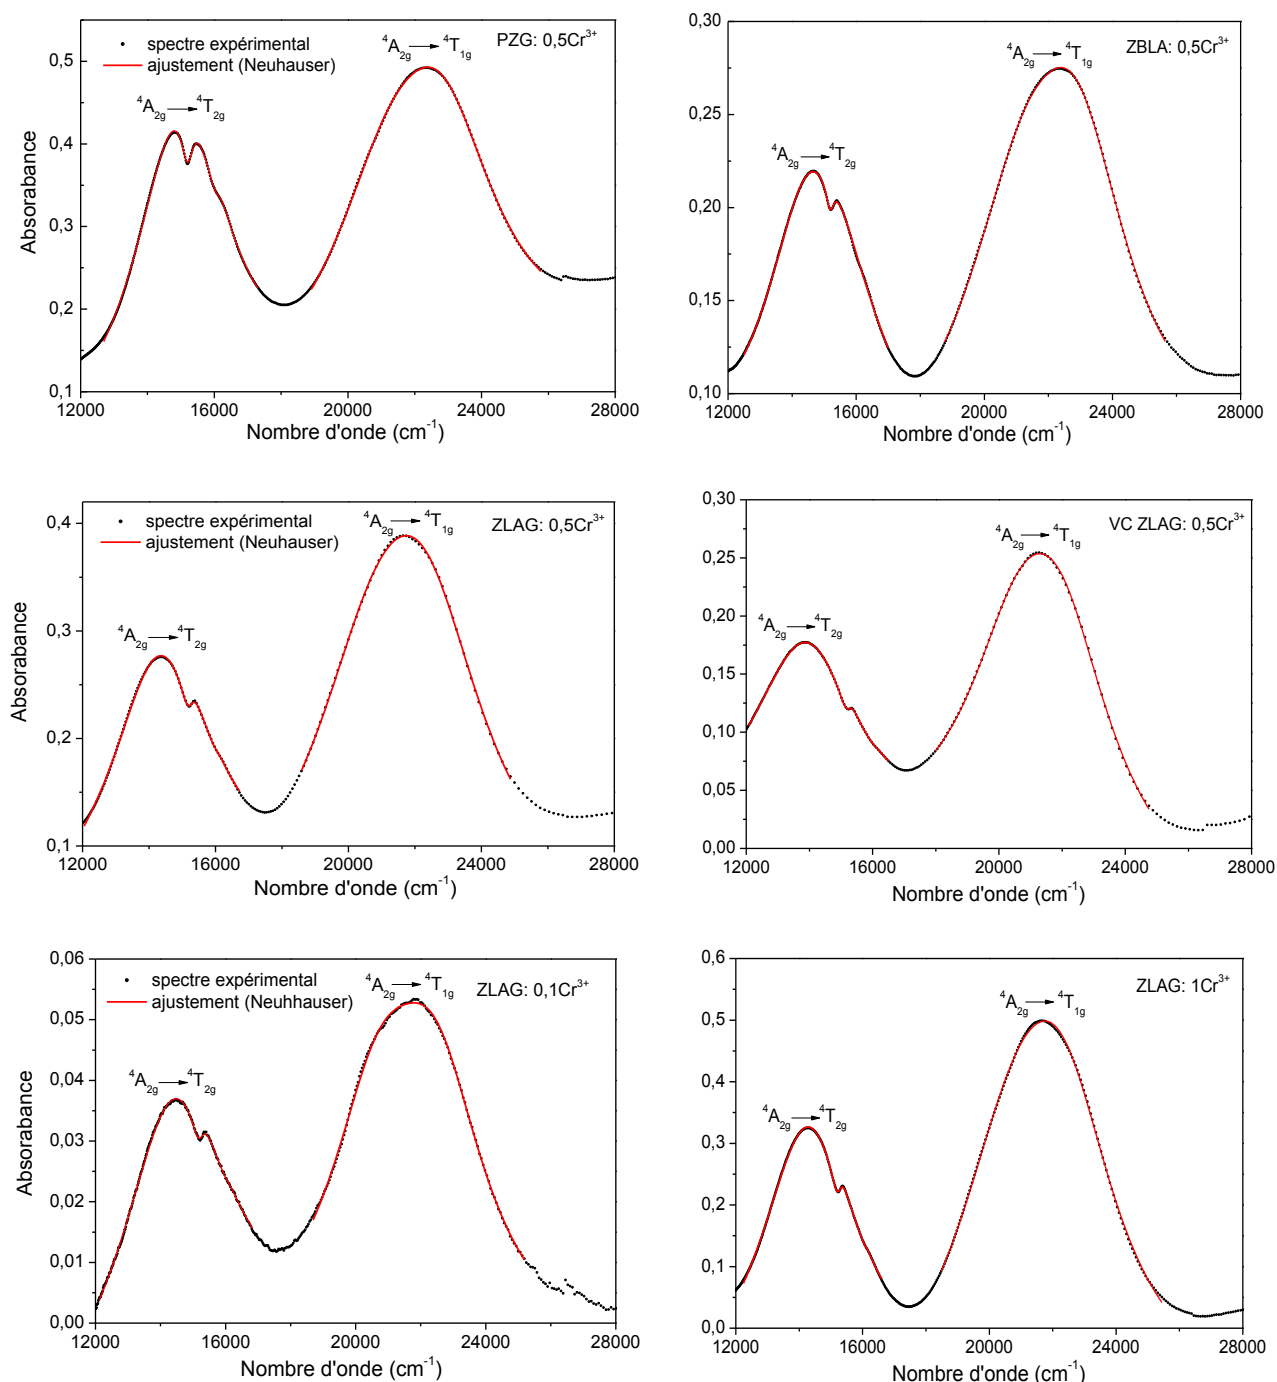 PZG: 0,5Cr³⁺
• spectre expérimental
— ajustement (Neuhauser)
⁴A₂g → ⁴T₁g
⁴A₂g → ⁴T₂g
0,5
0,4
0,3
0,2
0,1
Absorabance
12000 16000 20000 24000 28000
Nombre d'onde (cm⁻¹)
ZBLA: 0,5Cr³⁺
⁴A₂g → ⁴T₁g
⁴A₂g → ⁴T₂g
0,30
0,25
0,20
0,15
0,10
12000 16000 20000 24000 28000
Nombre d'onde (cm⁻¹)
ZLAG: 0,5Cr³⁺
• spectre expérimental
— ajustement (Neuhauser)
⁴A₂g → ⁴T₁g
⁴A₂g → ⁴T₂g
0,4
0,3
0,2
0,1
Absorabance
12000 16000 20000 24000 28000
Nombre d'onde (cm⁻¹)
VC ZLAG: 0,5Cr³⁺
⁴A₂g → ⁴T₁g
⁴A₂g → ⁴T₂g
0,30
0,25
0,20
0,15
0,10
0,05
0,00
12000 16000 20000 24000 28000
Nombre d'onde (cm⁻¹)
ZLAG: 0,1Cr³⁺
• spectre expérimental
— ajustement (Neuhhauser)
⁴A₂g → ⁴T₁g
⁴A₂g → ⁴T₂g
0,06
0,05
0,04
0,03
0,02
0,01
0,00
Absorabance
12000 16000 20000 24000 28000
Nombre d'onde (cm⁻¹)
ZLAG: 1Cr³⁺
⁴A₂g → ⁴T₁g
⁴A₂g → ⁴T₂g
0,6
0,5
0,4
0,3
0,2
0,1
0,0
12000 16000 20000 24000 28000
Nombre d'onde (cm⁻¹)